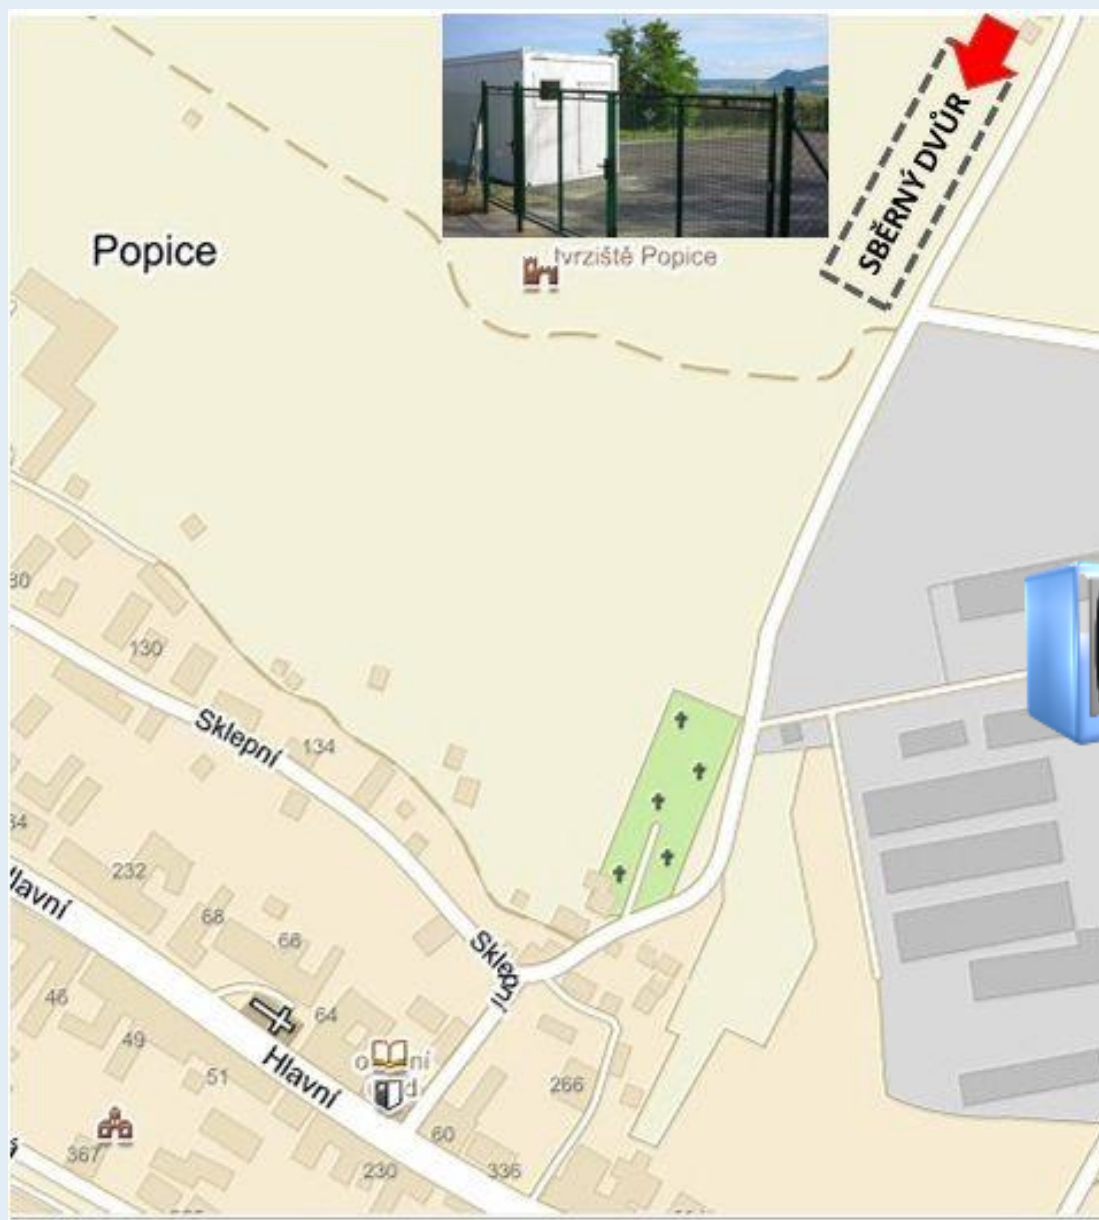 SBĚRNÝ DVŮR
Popice
tvrziště Popice
130
Sklepní
134
232
Hlavní
68
66
Sklepní
46
64
49
Hlavní
51
266
60
367
230
336